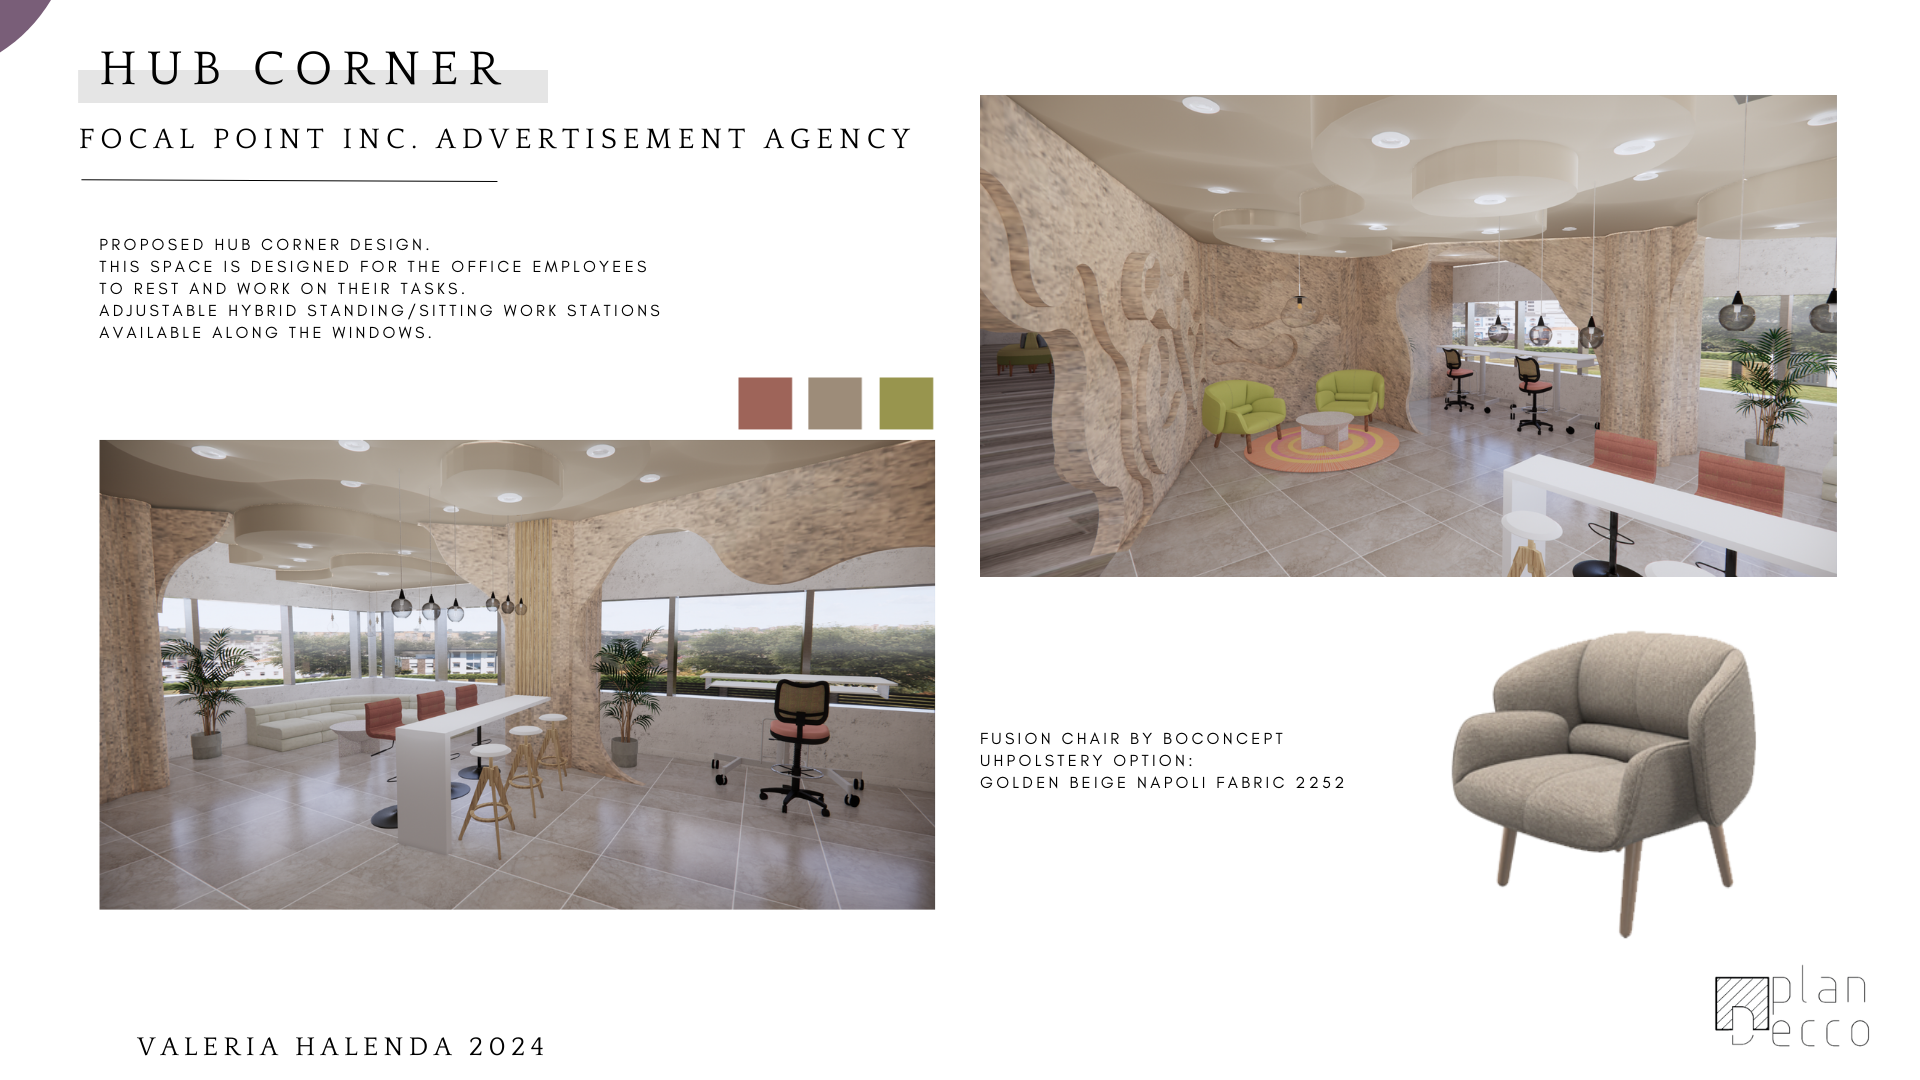 HUB CORNER
FOCAL POINT INC. ADVERTISEMENT AGENCY
PROPOSED HUB CORNER DESIGN.
THIS SPACE IS DESIGNED FOR THE OFFICE EMPLOYEES
TO REST AND WORK ON THEIR TASKS.
ADJUSTABLE HYBRID STANDING/SITTING WORK STATIONS
AVAILABLE ALONG THE WINDOWS.
FUSION CHAIR BY BOCONCEPT
UHPOLSTERY OPTION:
GOLDEN BEIGE NAPOLI FABRIC 2252
VALERIA HALENDA 2024
plan
Decco